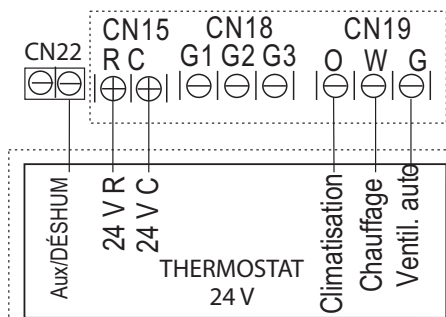 CN15 CN18 CN19
CN22 R C G1 G2 G3 O W G
Aux/DÉSHUM
24 V R
24 V C
THERMOSTAT
24 V
Climatisation
Chauffage
Ventil. auto